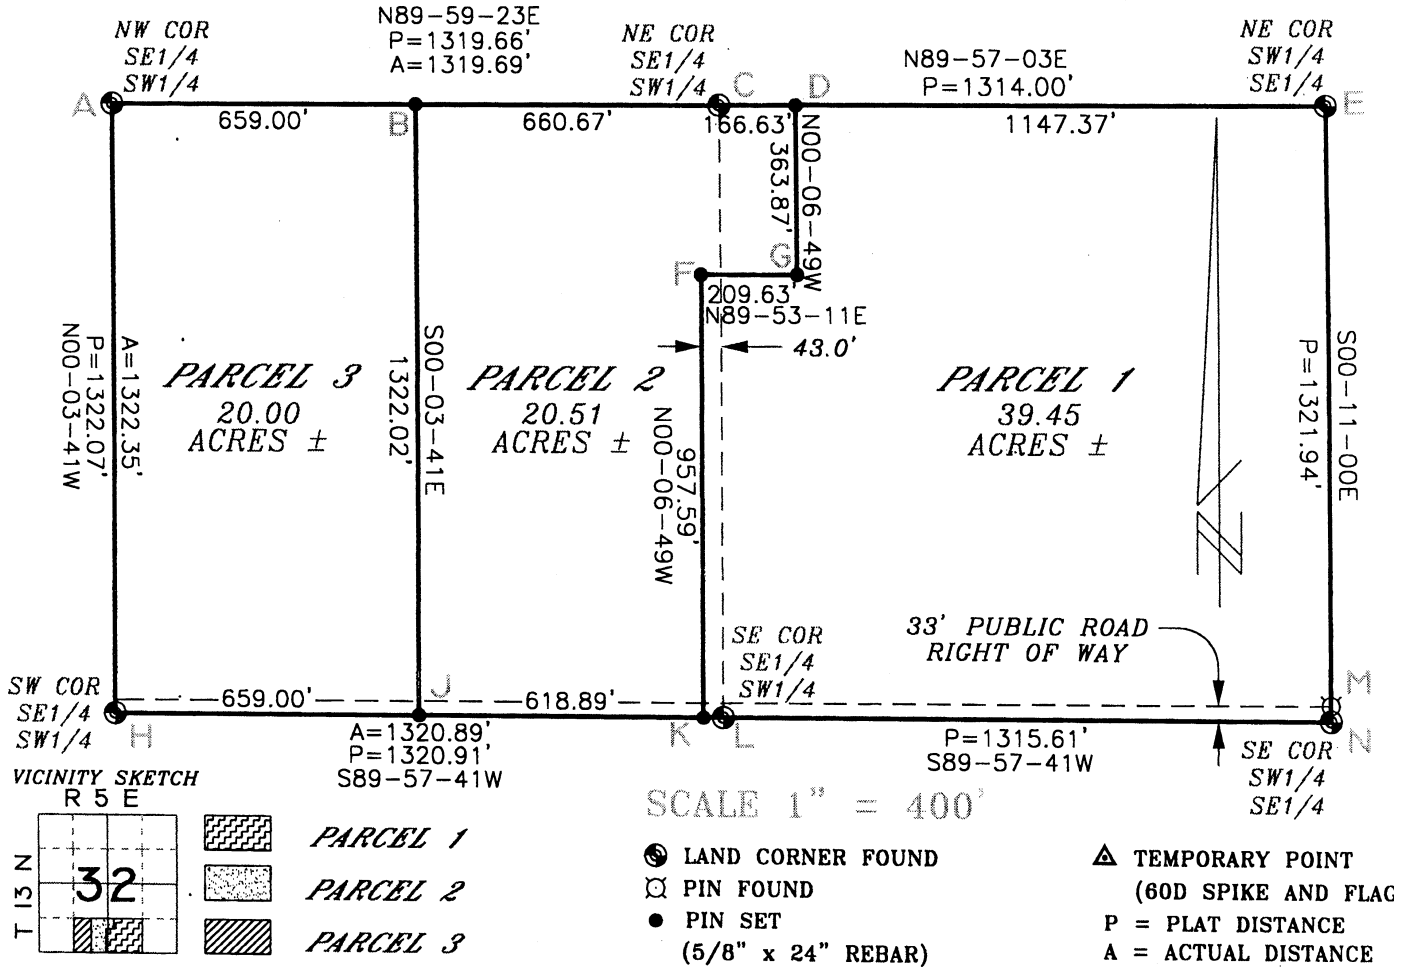 NW COR
SE1/4
SW1/4
N89-59-23E
P=1319.66'
A=1319.69'
NE COR
SE1/4
SW1/4
N89-57-03E
P=1314.00'
NE COR
SW1/4
SE1/4
A
B
C
D
E
659.00'
660.67'
166.63'
1147.37'
N00-06-49W
363.87'
F
G
209.63'
N89-53-11E
43.0'
A=1322.35'
P=1322.07'
N00-03-41W
PARCEL 3
20.00
ACRES ±
S00-03-41E
1322.02'
PARCEL 2
20.51
ACRES ±
957.59'
N00-06-49W
PARCEL 1
39.45
ACRES ±
S00-11-00E
P=1321.94'
N
33' PUBLIC ROAD
RIGHT OF WAY
SE COR
SE1/4
SW1/4
SW COR
SE1/4
SW1/4
659.00'
618.89'
H
J
K
L
M
N
A=1320.89'
P=1320.91'
S89-57-41W
P=1315.61'
S89-57-41W
SE COR
SW1/4
SE1/4
VICINITY SKETCH
R 5 E
T 13 N
32
PARCEL 1
PARCEL 2
PARCEL 3
SCALE 1" = 400'
LAND CORNER FOUND
PIN FOUND
PIN SET
(5/8" x 24" REBAR)
TEMPORARY POINT
(60D SPIKE AND FLAG
P = PLAT DISTANCE
A = ACTUAL DISTANCE